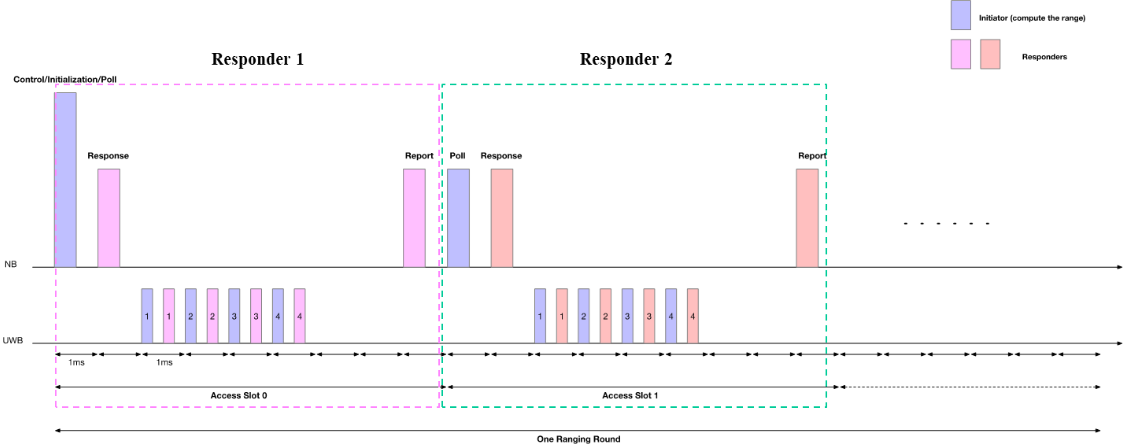 Initiator (compute the range)
Responders
Responder 1
Responder 2
Control/Initialization/Poll
Response
Report
Poll
Response
Report
- - - - - -
NB
1 1 2 2 3 3 4 4
1 1 2 2 3 3 4 4
UWB
1ms
1ms
Access Slot 0
Access Slot 1
One Ranging Round